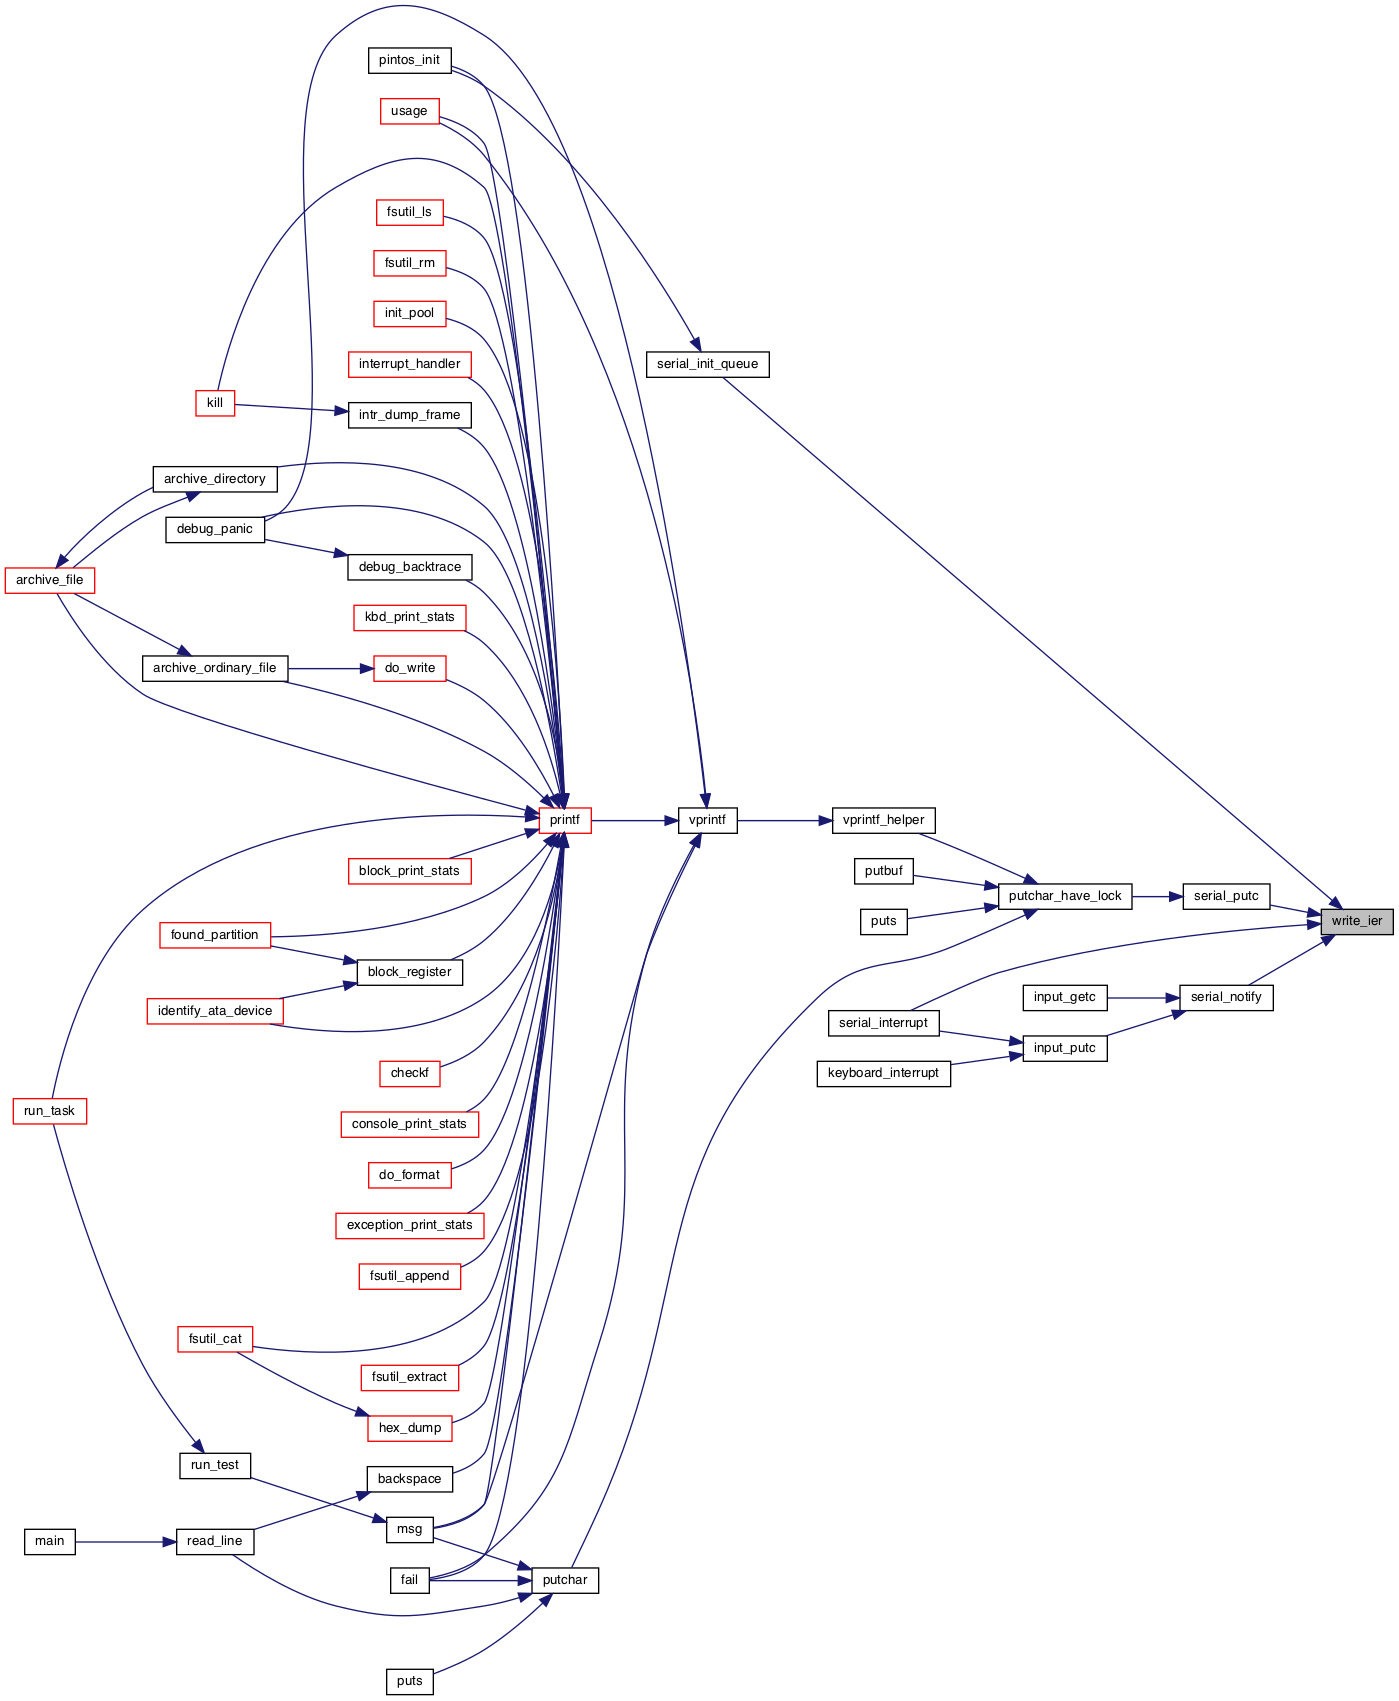 pintos_init
usage
fsutil_ls
fsutil_rm
init_pool
interrupt_handler
serial_init_queue
kill
intr_dump_frame
archive_directory
debug_panic
debug_backtrace
archive_file
kbd_print_stats
archive_ordinary_file
do_write
printf
vprintf
vprintf_helper
block_print_stats
putbuf
putchar_have_lock
serial_putc
puts
write_ier
found_partition
block_register
identify_ata_device
input_getc
serial_notify
serial_interrupt
input_putc
checkf
keyboard_interrupt
run_task
console_print_stats
do_format
exception_print_stats
fsutil_append
fsutil_cat
fsutil_extract
hex_dump
run_test
backspace
msg
main
read_line
fail
putchar
puts